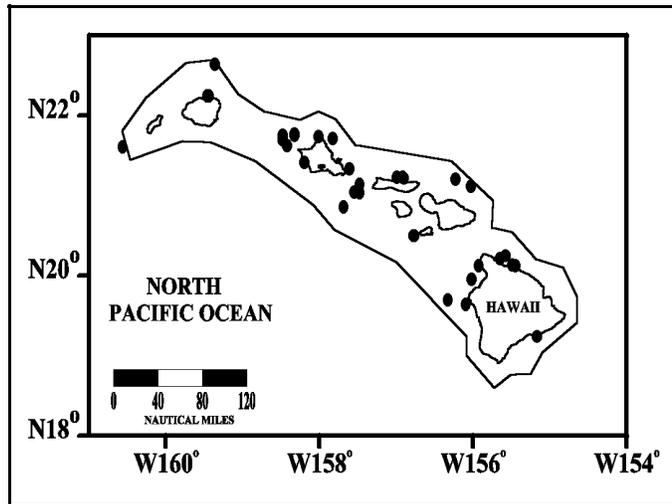 N22°
N20°
NORTH
PACIFIC OCEAN
HAWAII
0 40 80 120
NAUTICAL MILES
N18°
W160° W158° W156° W154°